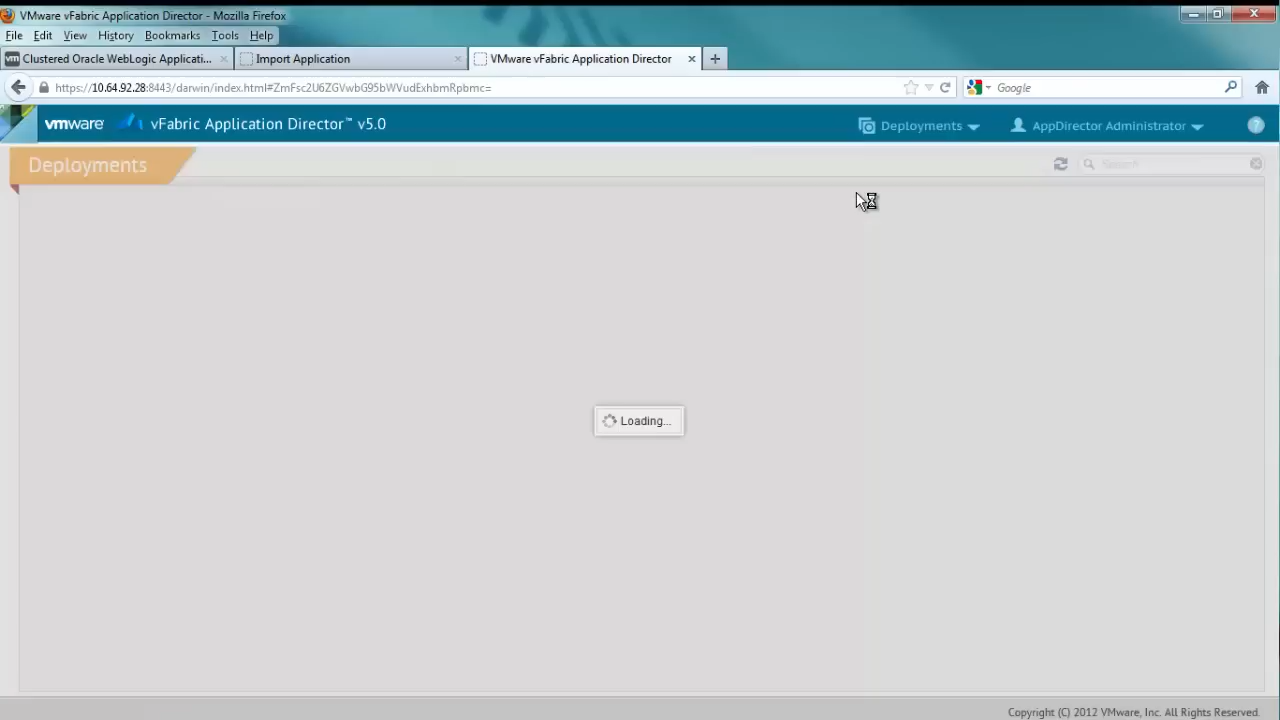 VMware vFabric Application Director - Mozilla Firefox
File Edit View History Bookmarks Tools Help
vm Clustered Oracle WebLogic Applicati... Import Application VMware vFabric Application Director
https://10.64.92.28:8443/darwin/index.html#ZmFsc2U6ZGVwbG95bWVudExhbmRpbmc= Google
vmware vFabric Application Director™ v5.0 Deployments AppDirector Administrator ?
Deployments Search
Loading...
Copyright (C) 2012 VMware, Inc. All Rights Reserved.